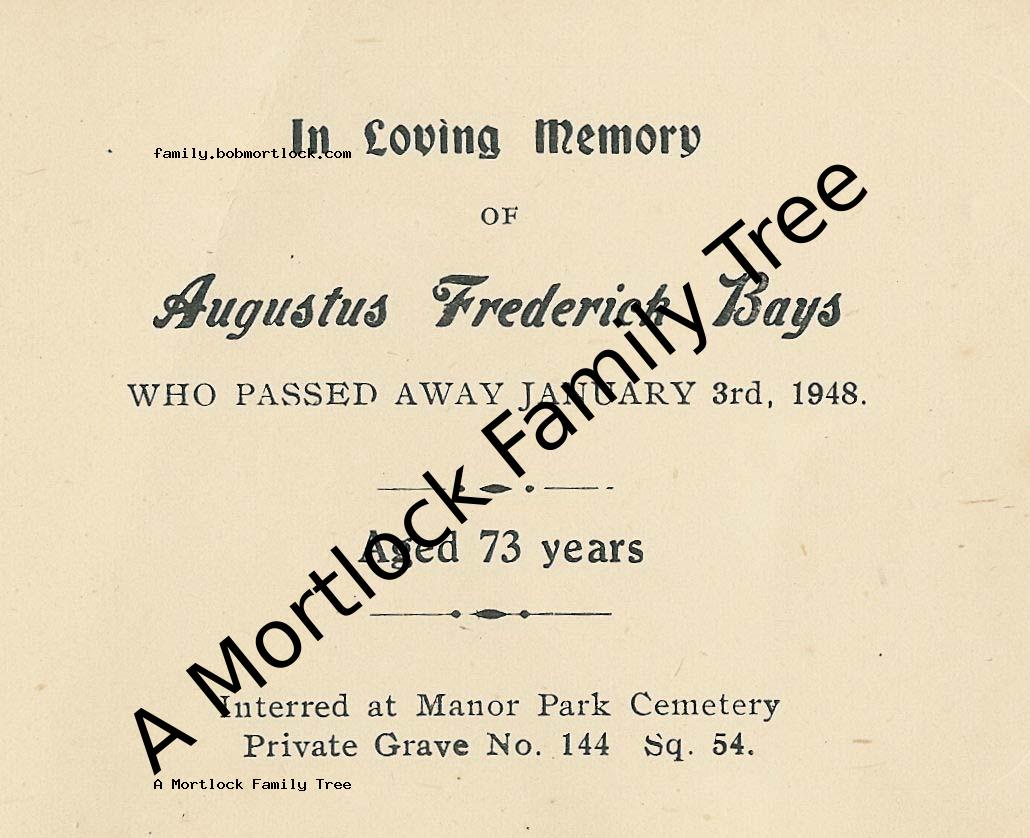 In Loving Memory
family.bobmortlock.com
OF
Augustus Frederick Bays
WHO PASSED AWAY JANUARY 3rd, 1948.
Aged 73 years
A Mortlock Family Tree
Interred at Manor Park Cemetery
Private Grave No. 144 Sq. 54.
A Mortlock Family Tree